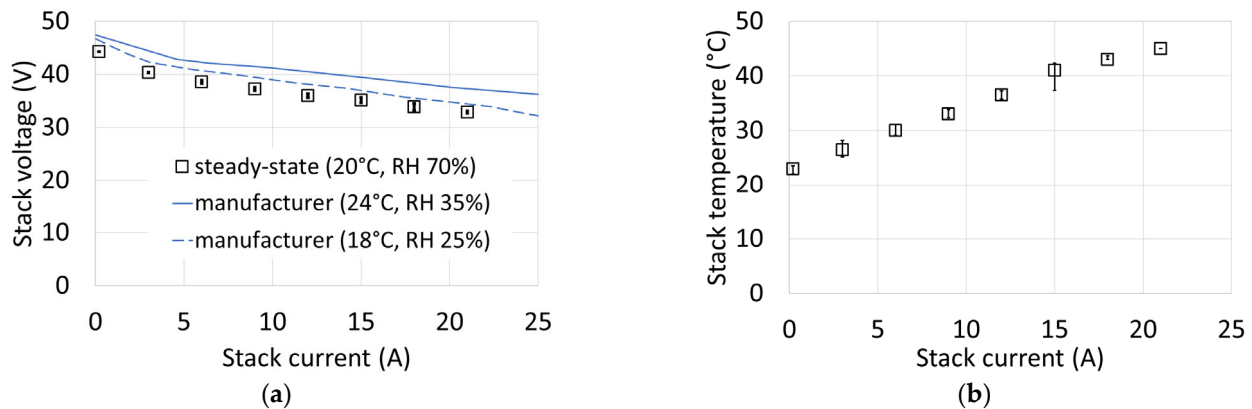 Stack voltage (V)
50
40
30
20
10
0
steady-state (20°C, RH 70%)
manufacturer (24°C, RH 35%)
manufacturer (18°C, RH 25%)
0 5 10 15 20 25
Stack current (A)
(a)
Stack temperature (°C)
50
40
30
20
10
0
0 5 10 15 20 25
Stack current (A)
(b)